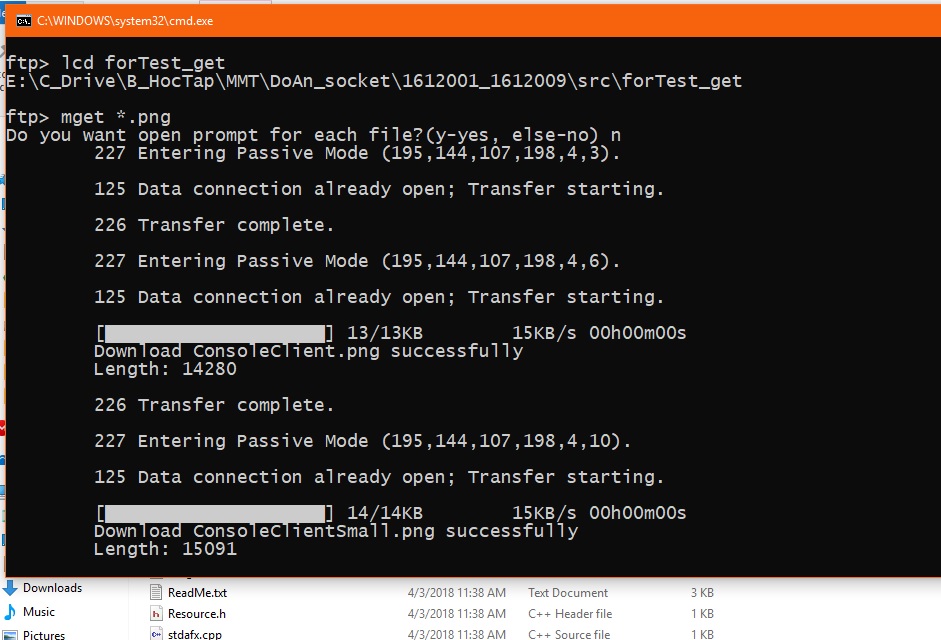 C:\WINDOWS\system32\cmd.exe
ftp> lcd forTest_get
E:\C_Drive\B_HocTap\MMT\DoAn_socket\1612001_1612009\src\forTest_get
ftp> mget *.png
Do you want open prompt for each file?(y-yes, else-no) n
227 Entering Passive Mode (195,144,107,198,4,3).
125 Data connection already open; Transfer starting.
226 Transfer complete.
227 Entering Passive Mode (195,144,107,198,4,6).
125 Data connection already open; Transfer starting.
[                    ] 13/13KB        15KB/s 00h00m00s
Download ConsoleClient.png successfully
Length: 14280
226 Transfer complete.
227 Entering Passive Mode (195,144,107,198,4,10).
125 Data connection already open; Transfer starting.
[                    ] 14/14KB        15KB/s 00h00m00s
Download ConsoleClientSmall.png successfully
Length: 15091
Downloads
ReadMe.txt 4/3/2018 11:38 AM Text Document 3 KB
Music
Resource.h 4/3/2018 11:38 AM C++ Header file 1 KB
Pictures
stdafx.cpp 4/3/2018 11:38 AM C++ Source file 1 KB